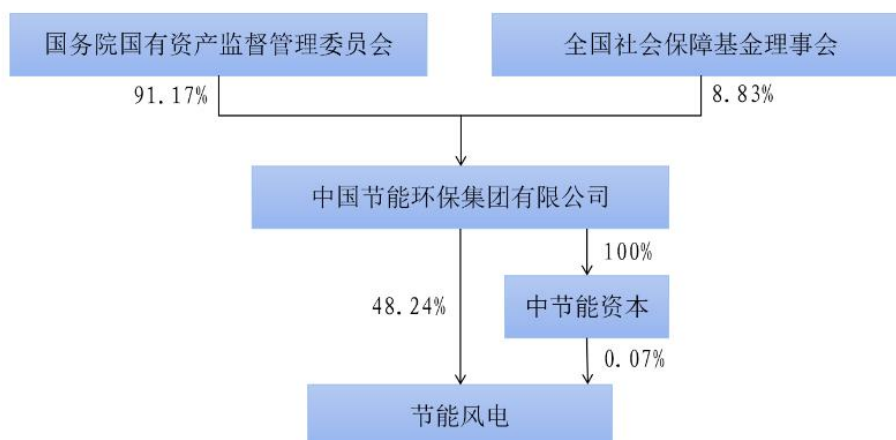 国务院国有资产监督管理委员会
全国社会保障基金理事会
91.17%
8.83%
中国节能环保集团有限公司
100%
48.24%
中节能资本
0.07%
节能风电